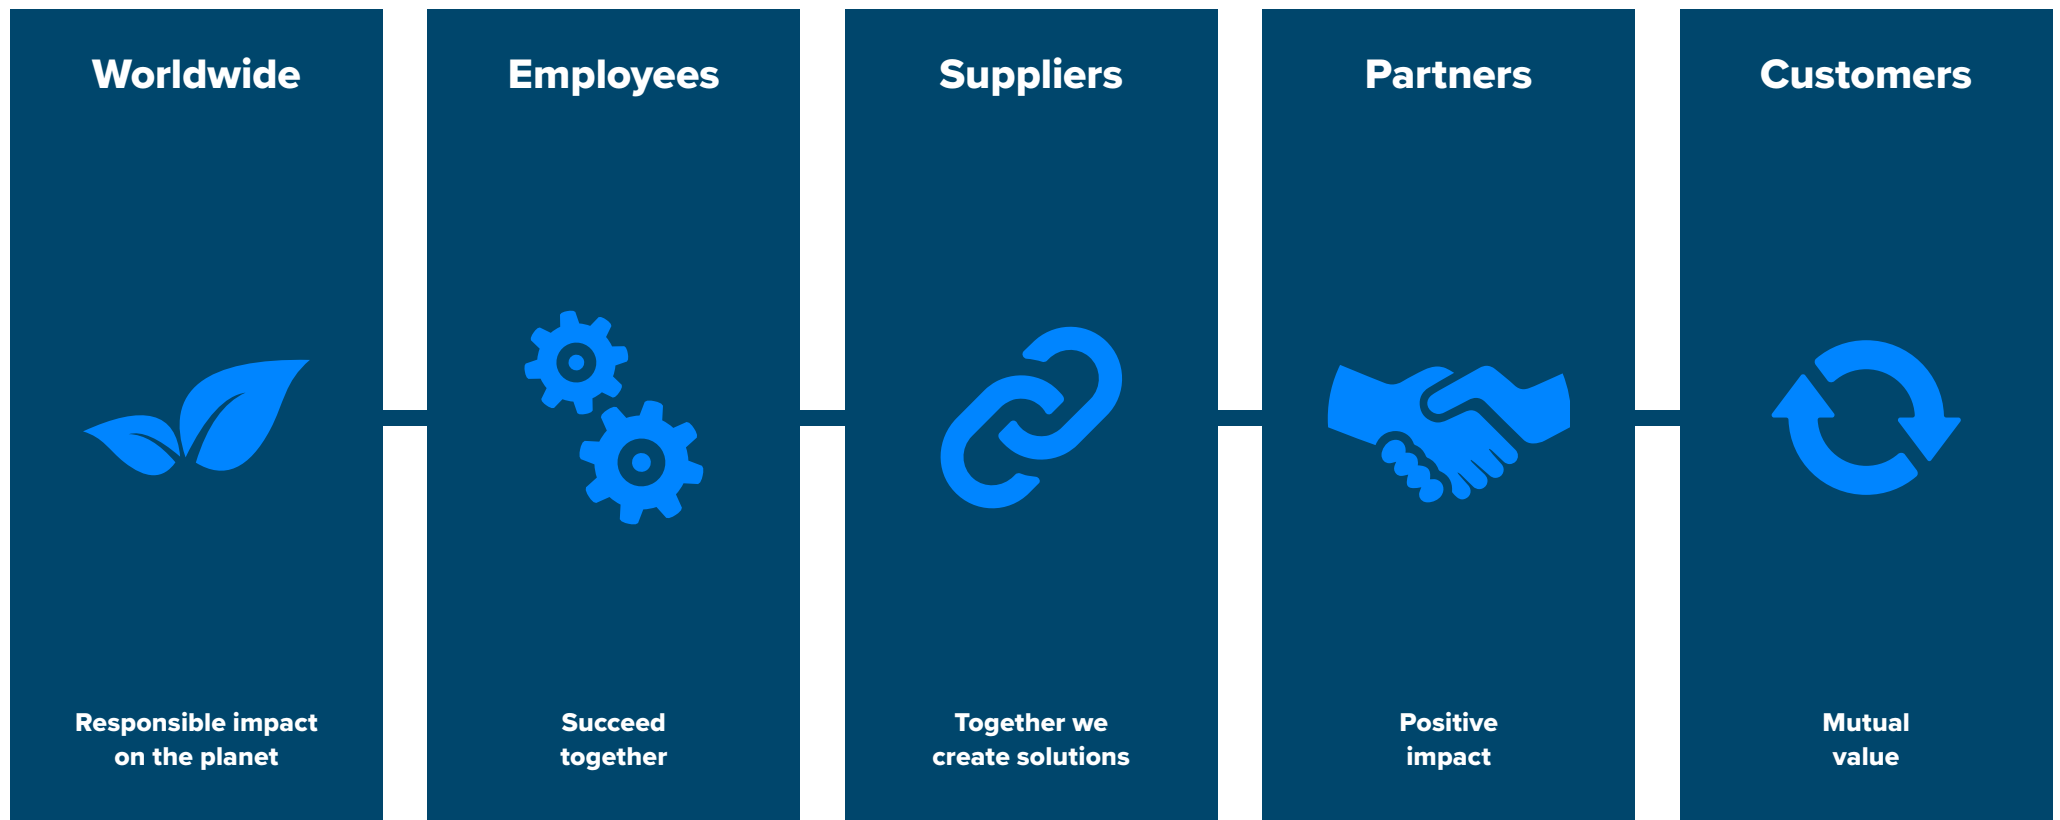 Worldwide
Responsible impact
on the planet
Employees
Succeed
together
Suppliers
Together we
create solutions
Partners
Positive
impact
Customers
Mutual
value